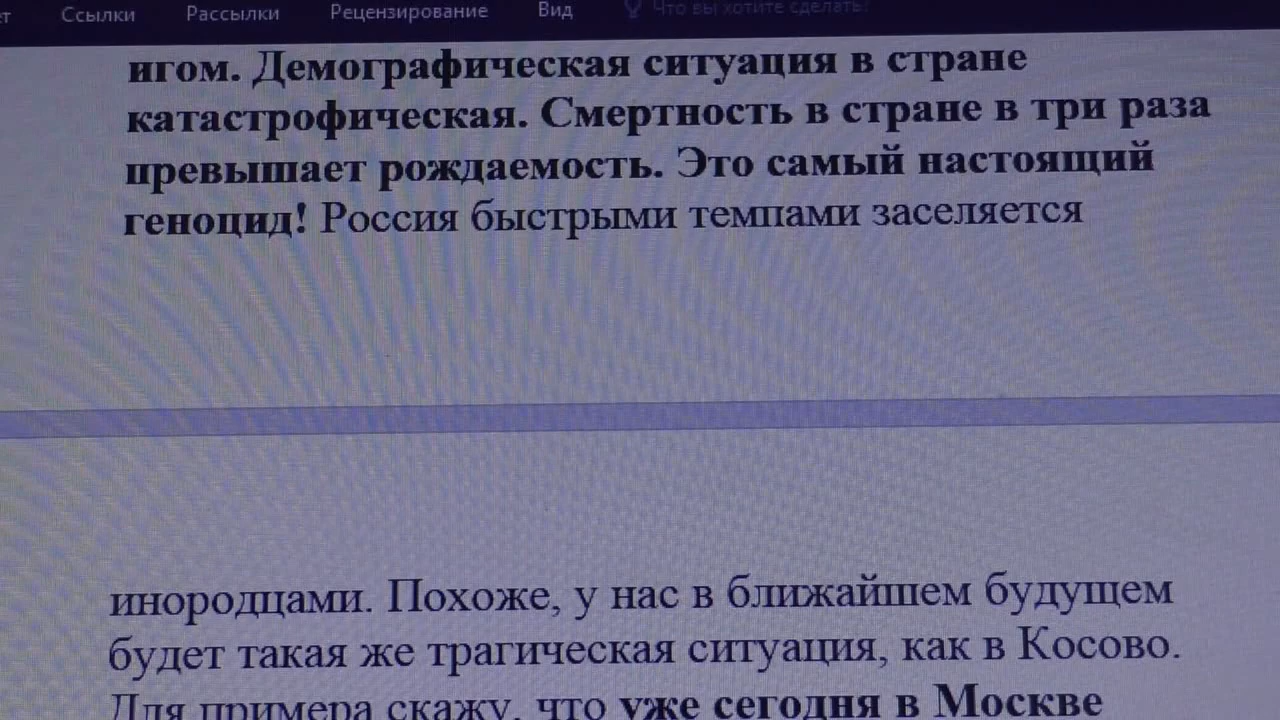 Ссылки Рассылки Рецензирование Вид Что вы хотите сделать?
игом. Демографическая ситуация в стране
катастрофическая. Смертность в стране в три раза
превышает рождаемость. Это самый настоящий
геноцид! Россия быстрыми темпами заселяется
инородцами. Похоже, у нас в ближайшем будущем
будет такая же трагическая ситуация, как в Косово.
Для примера скажу, что уже сегодня в Москве